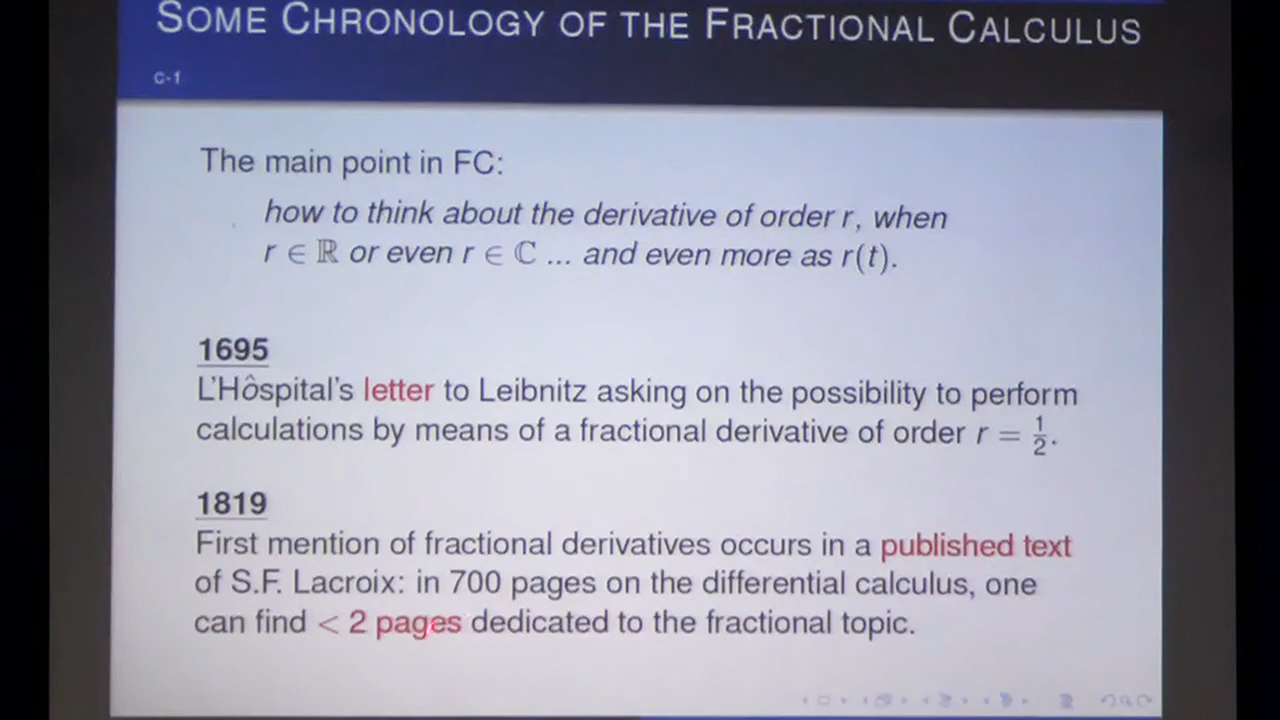 SOME CHRONOLOGY OF THE FRACTIONAL CALCULUS
C-1
The main point in FC:
how to think about the derivative of order r, when
r ∈ ℝ or even r ∈ ℂ ... and even more as r(t).
1695
L'Hôspital's letter to Leibnitz asking on the possibility to perform
calculations by means of a fractional derivative of order r = 1/2.
1819
First mention of fractional derivatives occurs in a published text
of S.F. Lacroix: in 700 pages on the differential calculus, one
can find < 2 pages dedicated to the fractional topic.